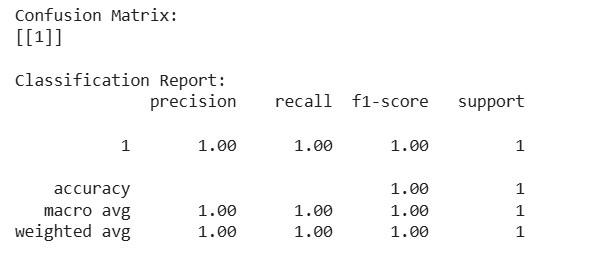 Confusion Matrix:
[[1]]
Classification Report:
precision recall f1-score support
1 1.00 1.00 1.00 1
accuracy 1.00 1
macro avg 1.00 1.00 1.00 1
weighted avg 1.00 1.00 1.00 1